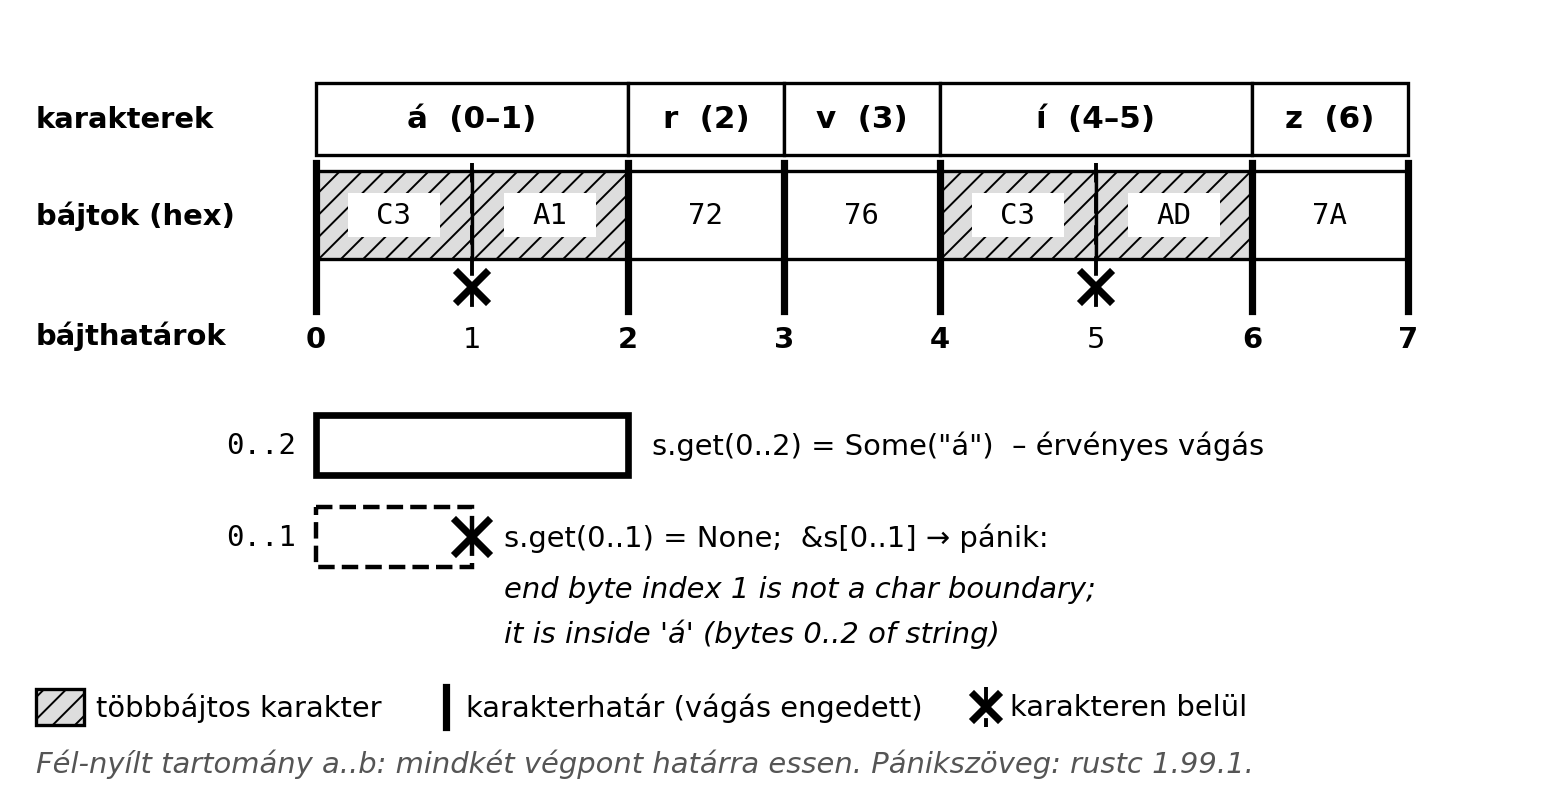 karakterek á (0–1) r (2) v (3) í (4–5) z (6)
bájtok (hex) C3 A1 72 76 C3 AD 7A
bájthatárok 0 1 2 3 4 5 6 7
0..2 s.get(0..2) = Some("á") – érvényes vágás
0..1 s.get(0..1) = None; &s[0..1] → pánik:
end byte index 1 is not a char boundary;
it is inside 'á' (bytes 0..2 of string)
többbájtos karakter karakterhatár (vágás engedett) karakteren belül
Fél-nyílt tartomány a..b: mindkét végpont határra essen. Pánikszöveg: rustc 1.99.1.